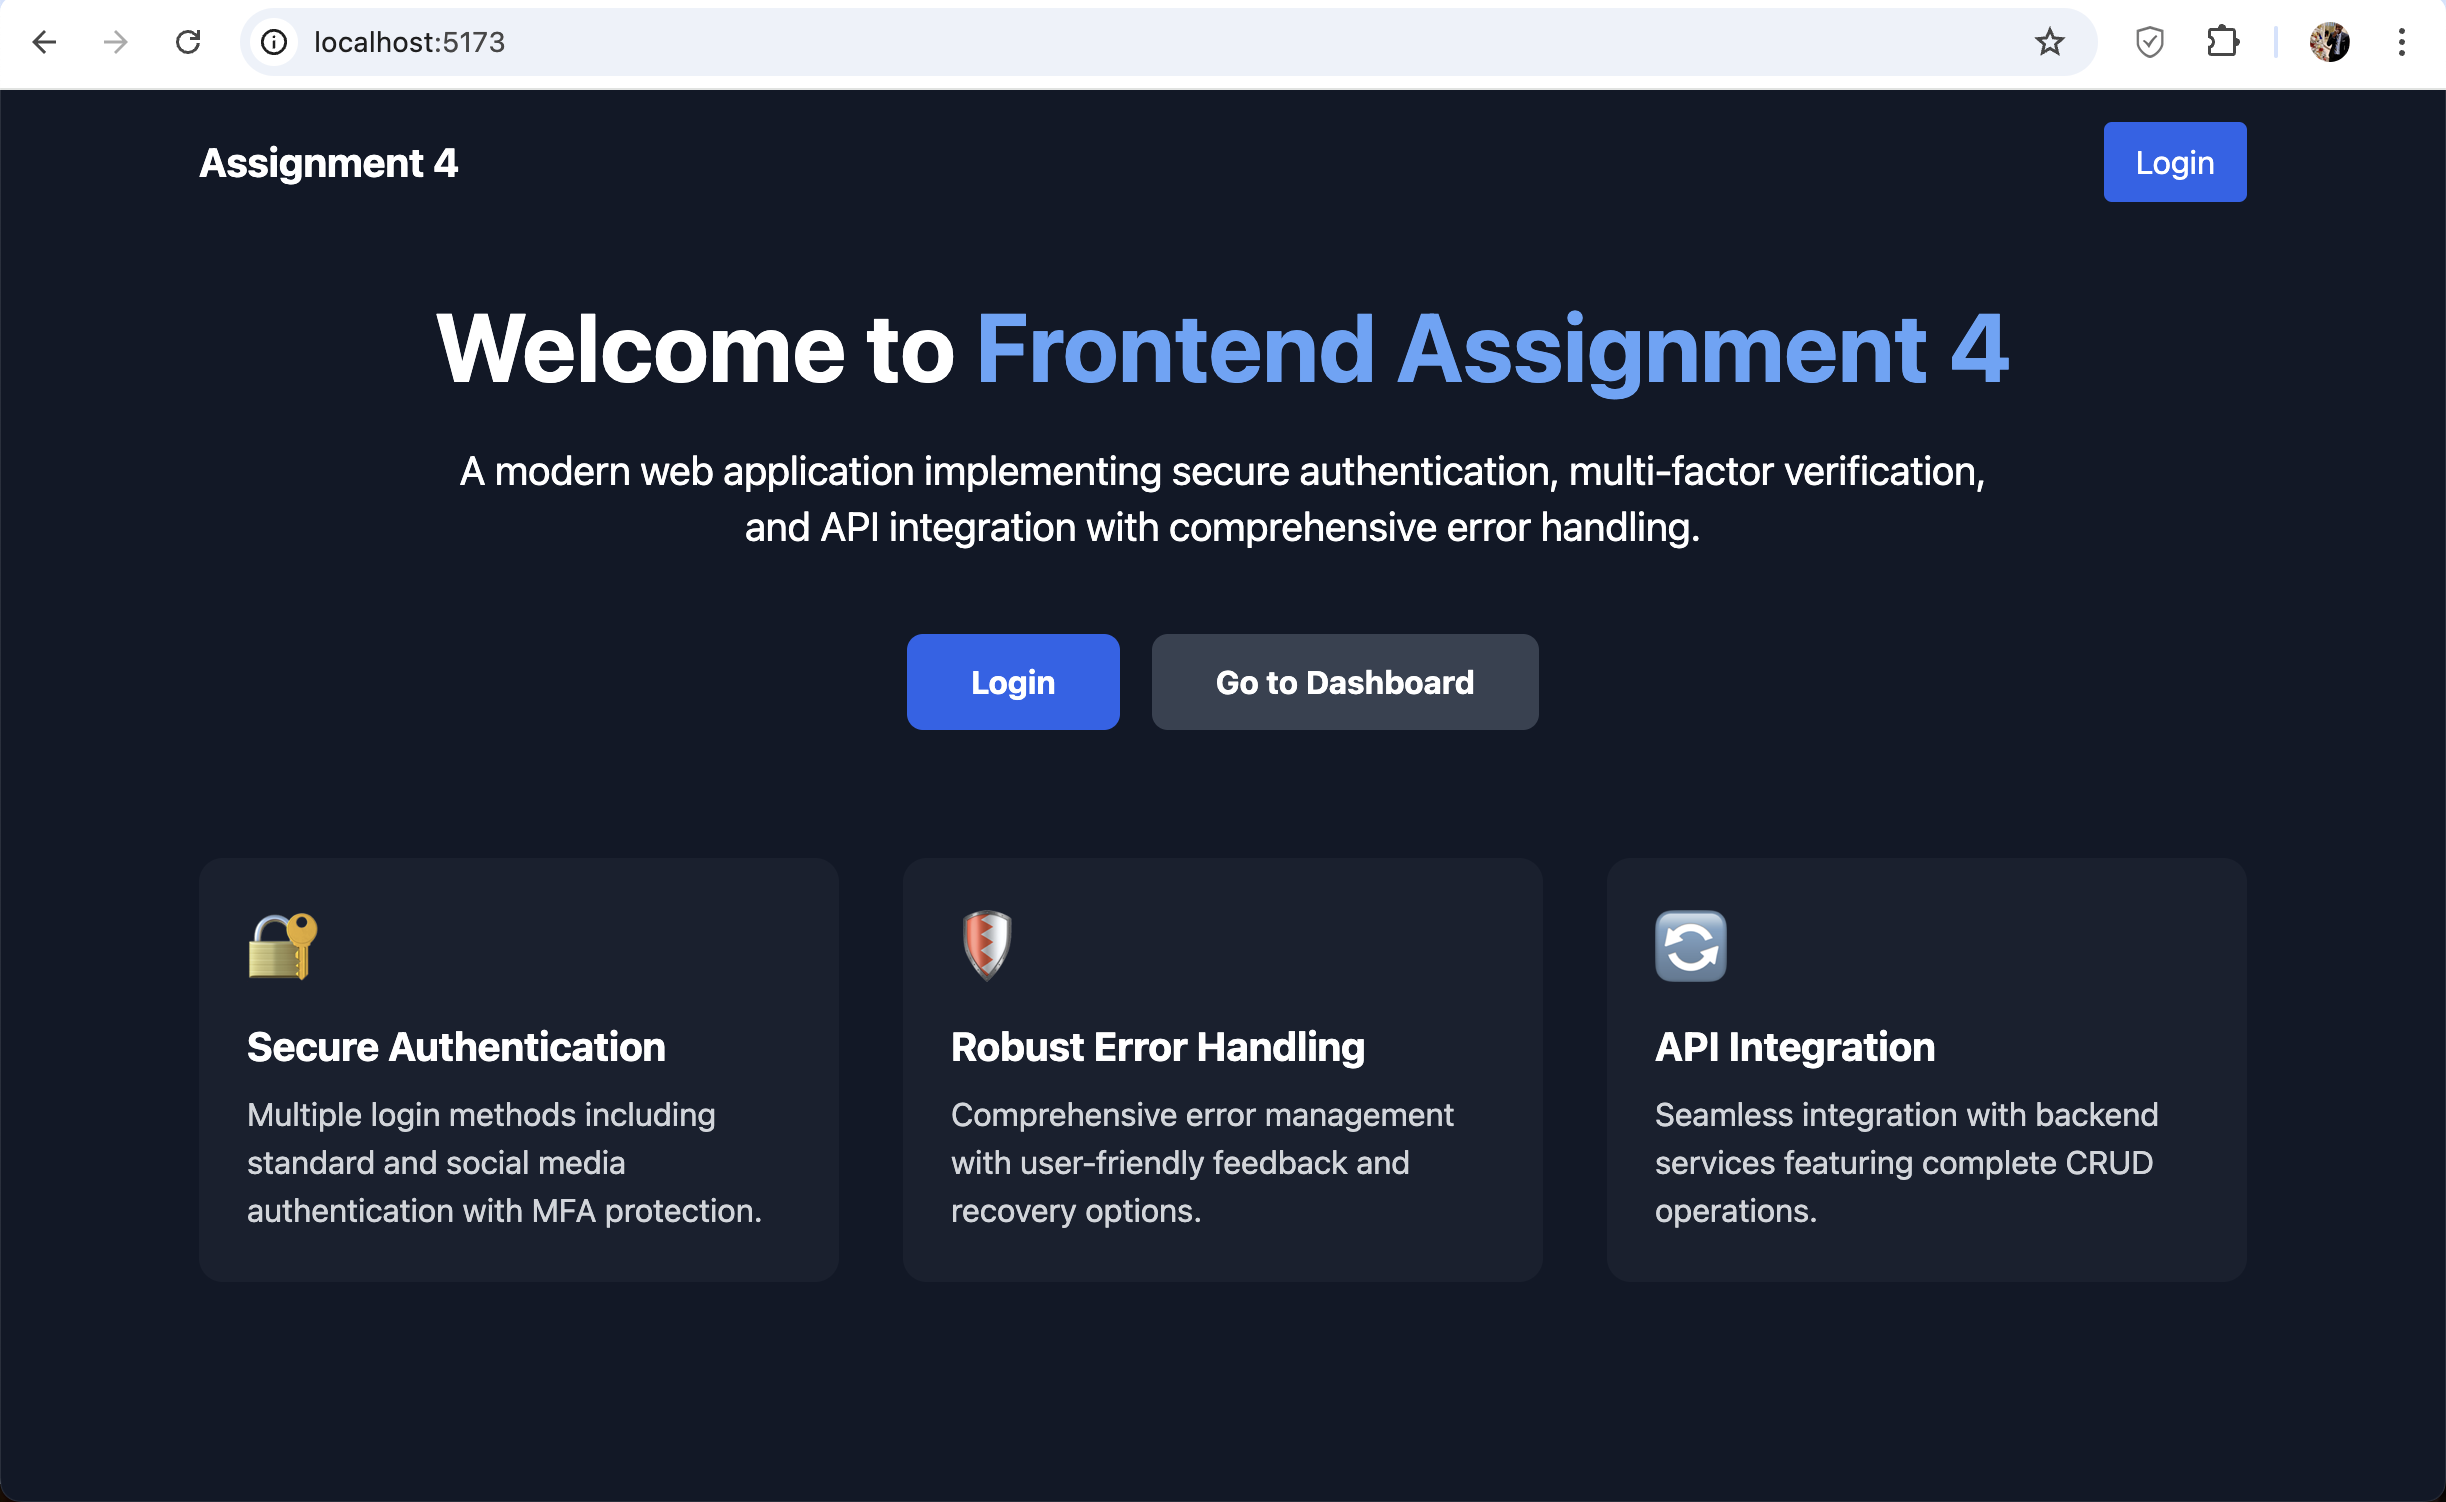 localhost:5173
Assignment 4
Login
Welcome to Frontend Assignment 4
A modern web application implementing secure authentication, multi-factor verification,
and API integration with comprehensive error handling.
Login
Go to Dashboard
Secure Authentication
Multiple login methods including
standard and social media
authentication with MFA protection.
Robust Error Handling
Comprehensive error management
with user-friendly feedback and
recovery options.
API Integration
Seamless integration with backend
services featuring complete CRUD
operations.